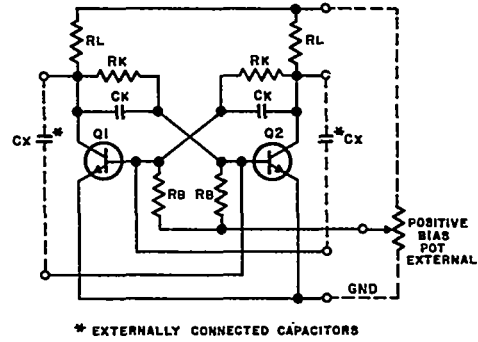 RL
RL
RK
RK
CK
CK
CX *
Q1
Q2
* CX
RB
RB
POSITIVE
BIAS
POT
EXTERNAL
GND
* EXTERNALLY CONNECTED CAPACITORS